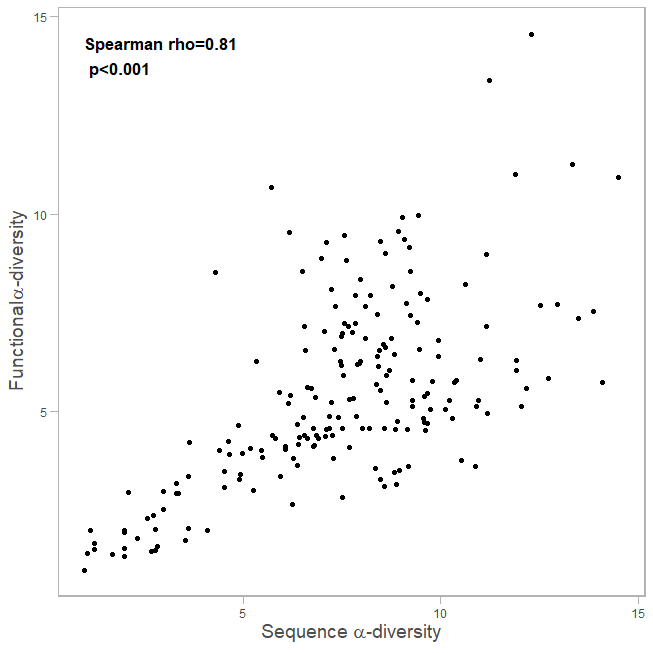 Spearman rho=0.81
p<0.001
15
10
5
Functionalα-diversity
5
10
15
Sequence α-diversity